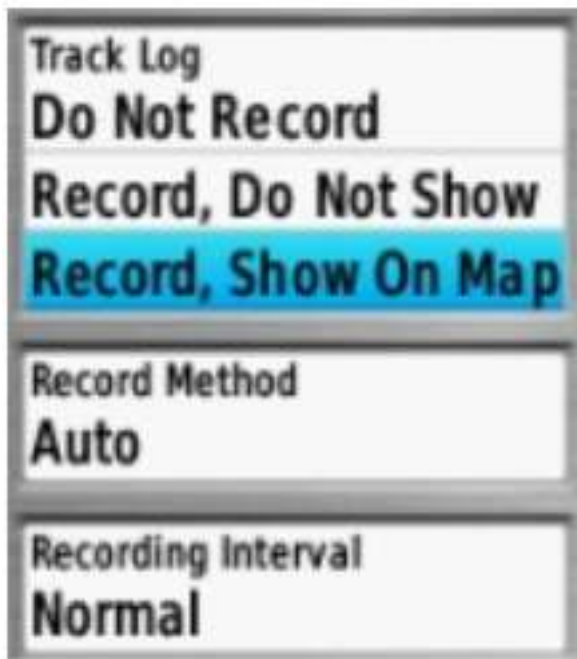 Track Log
Do Not Record
Record, Do Not Show
Record, Show On Map
Record Method
Auto
Recording Interval
Normal